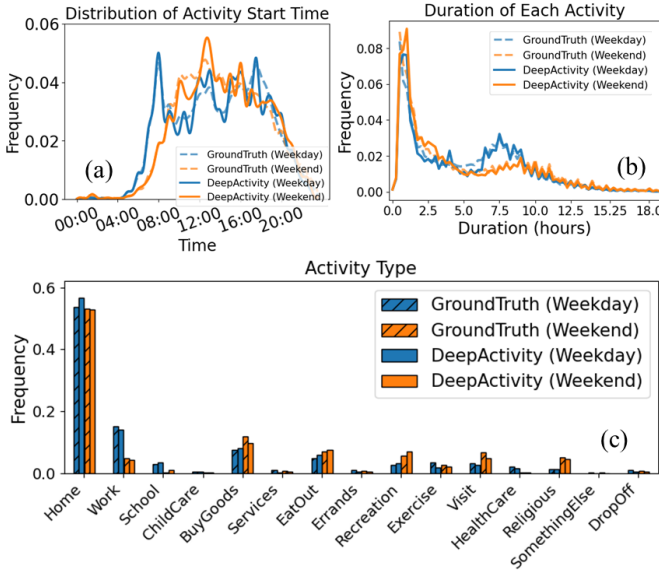 Distribution of Activity Start Time
0.06
0.04
0.02
0.00
Frequency
(a)
GroundTruth (Weekday)
GroundTruth (Weekend)
DeepActivity (Weekday)
DeepActivity (Weekend)
00:00
04:00
08:00
12:00
16:00
20:00
Time
Duration of Each Activity
0.08
0.06
0.04
0.02
0.00
Frequency
GroundTruth (Weekday)
GroundTruth (Weekend)
DeepActivity (Weekday)
DeepActivity (Weekend)
(b)
0.0
2.5
5.0
7.5
10.0
12.5
15.25
18.0
Duration (hours)
Activity Type
0.6
0.4
0.2
0.0
Frequency
GroundTruth (Weekday)
GroundTruth (Weekend)
DeepActivity (Weekday)
DeepActivity (Weekend)
(c)
Home
Work
School
ChildCare
BuyGoods
Services
EatOut
Errands
Recreation
Exercise
Visit
HealthCare
Religious
SomethingElse
DropOff